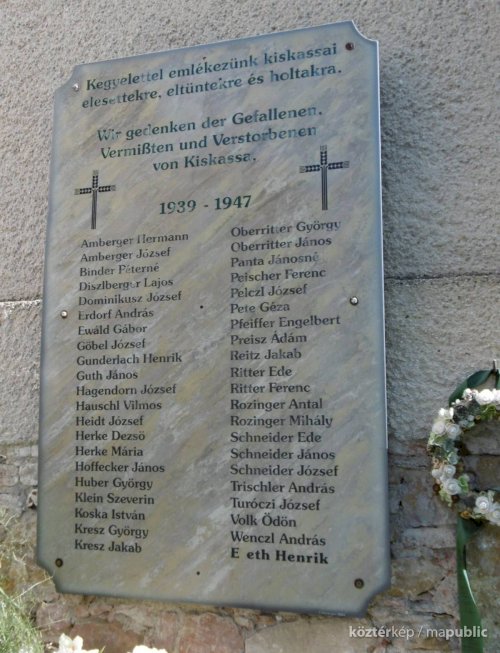 Kegyelettel emlékezünk kiskassai
elesettekre, eltüntekre és holtakra.
Wir gedenken der Gefallenen,
Vermißten und Verstorbenen
von Kiskassa.
1939 - 1947
Amberger Hermann
Amberger József
Binder Péterné
Diszlberger Lajos
Dominikusz József
Erdorf András
Ewald Gábor
Göbel József
Gunderlach Henrik
Guth János
Hagendorn József
Hauschl Vilmos
Heidt József
Herke Dezső
Herke Mária
Hoffecker János
Huber György
Klein Szeverin
Koska István
Kresz György
Kresz Jakab
Oberritter György
Oberritter János
Panta Jánosné
Peischer Ferenc
Pelczl József
Pete Géza
Pfeiffer Engelbert
Preisz Ádám
Reitz Jakab
Ritter Ede
Ritter Ferenc
Rozinger Antal
Rozinger Mihály
Schneider Ede
Schneider János
Schneider József
Trischler András
Turóczi József
Volk Ödön
Wenczl András
E eth Henrik
köztérkép / mapublic